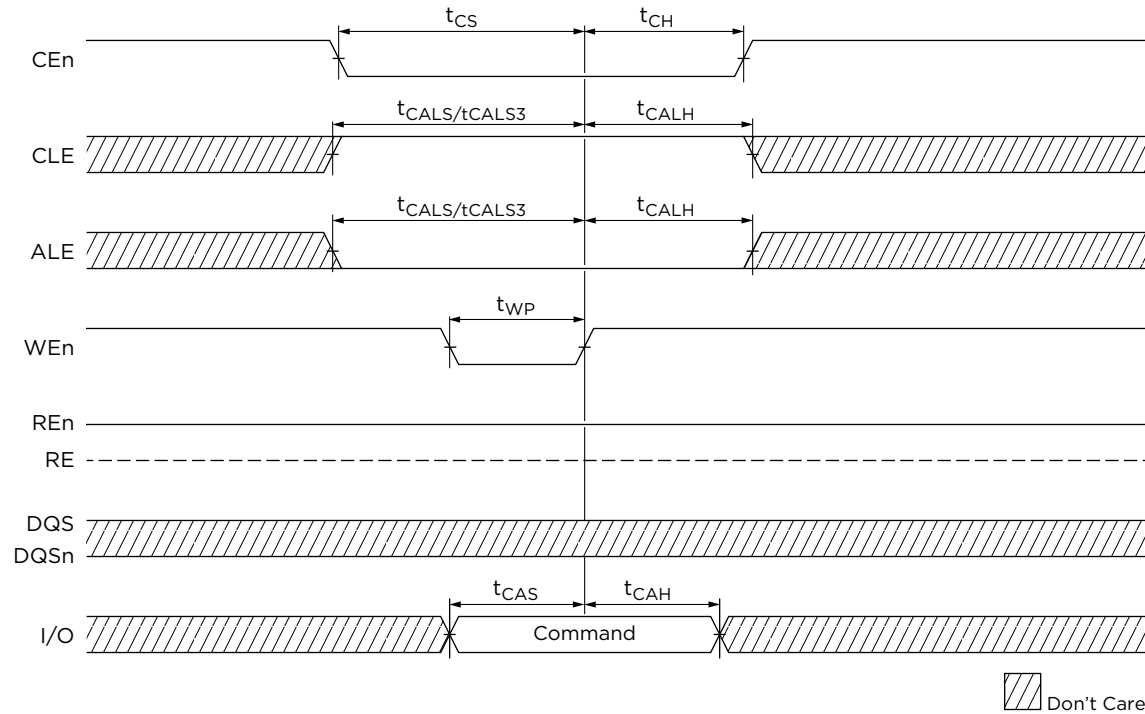 tCS tCH
CEn
tCALS/tCALS3 tCALH
CLE
tCALS/tCALS3 tCALH
ALE
tWP
WEn
REn
RE
DQS
DQSn
tCAS tCAH
I/O Command
Don't Care